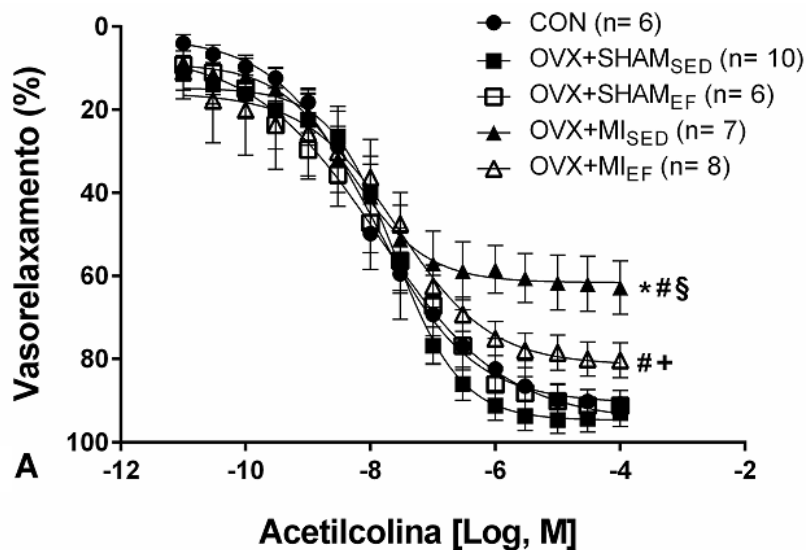 CON (n= 6)
OVX+SHAMSED (n= 10)
OVX+SHAMEF (n= 6)
OVX+MISED (n= 7)
OVX+MIEF (n= 8)
Vasorelaxamento (%)
0
20
40
60
80
100
*#§
#+
A
-12 -10 -8 -6 -4 -2
Acetilcolina [Log, M]